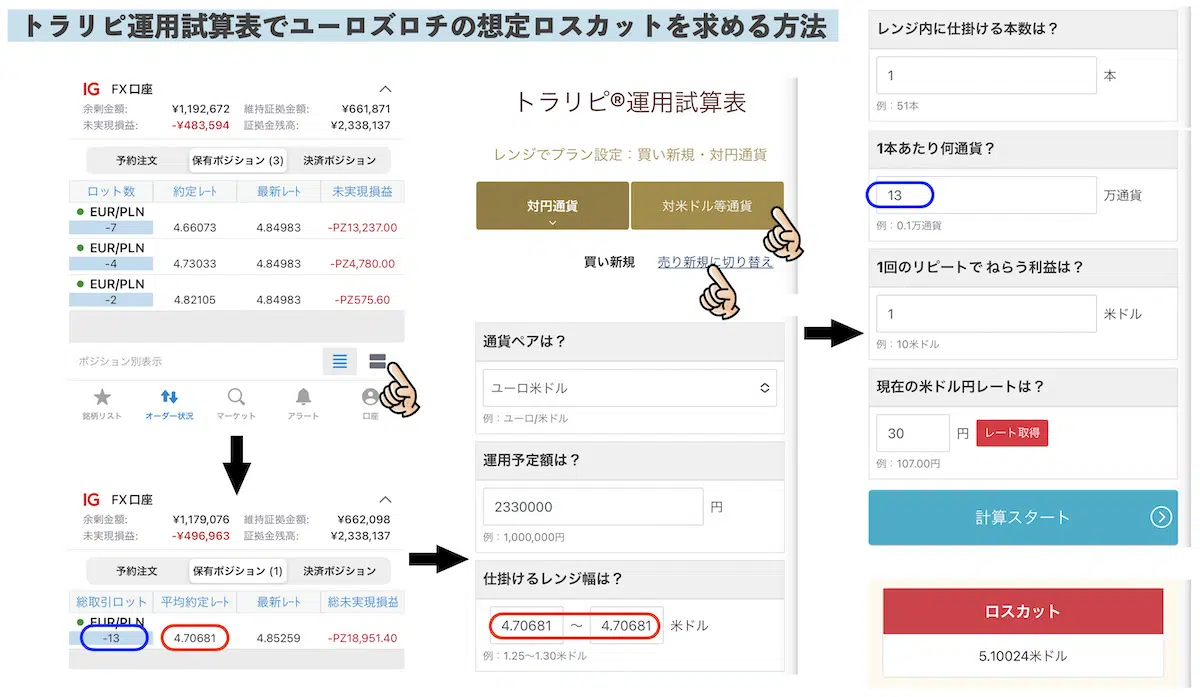 トラリピ運用試算表でユーロズロチの想定ロスカットを求める方法
IG FX口座
余剰金額: ¥1,192,672 維持証拠金額: ¥661,871
未実現損益: -¥483,594 証拠金残高: ¥2,338,137
予約注文 保有ポジション (3) 決済ポジション
ロット数 約定レート 最新レート 未実現損益
EUR/PLN
-7 4.66073 4.84983 -PZ13,237.00
EUR/PLN
-4 4.73033 4.84983 -PZ4,780.00
EUR/PLN
-2 4.82105 4.84983 -PZ575.60
ポジション別表示
銘柄リスト オーダー状況 マーケット アラート 口座
IG FX口座
余剰金額: ¥1,179,076 維持証拠金額: ¥662,098
未実現損益: -¥496,963 証拠金残高: ¥2,338,137
予約注文 保有ポジション (1) 決済ポジション
総取引ロット 平均約定レート 最新レート 総未実現損益
EUR/PLN
-13 4.70681 4.85259 -PZ18,951.40
トラリピ®運用試算表
レンジでプラン設定：買い新規・対円通貨
対円通貨 対米ドル等通貨
買い新規 売り新規に切り替え
通貨ペアは？
ユーロ米ドル
例：ユーロ/米ドル
運用予定額は？
2330000 円
例：1,000,000円
仕掛けるレンジ幅は？
4.70681 ～ 4.70681 米ドル
例：1.25～1.30米ドル
レンジ内に仕掛ける本数は？
1 本
例：51本
1本あたり何通貨？
13 万通貨
例：0.1万通貨
1回のリピートで ねらう利益は？
1 米ドル
例：10米ドル
現在の米ドル円レートは？
30 円 レート取得
例：107.00円
計算スタート
ロスカット
5.10024米ドル